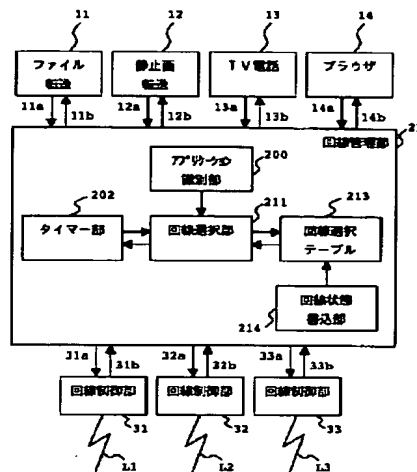 11
12
13
14
ファイル
転送
静止画
転送
TV電話
ブラウザ
11a
11b
12a
12b
13a
13b
14a
14b
21
回線管理部
アプリケーション
識別部
200
202
211
213
タイマー部
回線選択部
回線選択
テーブル
回線状態
書込部
214
31a
31b
32a
32b
33a
33b
回線制御部
回線制御部
回線制御部
31
32
33
L1
L2
L3